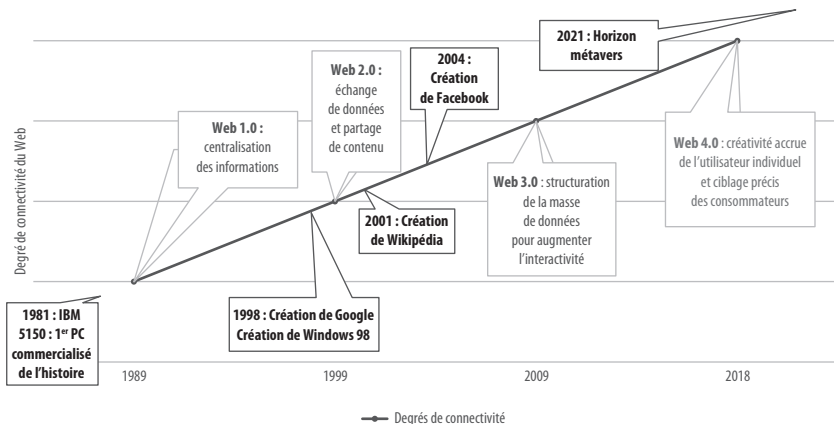 2021 : Horizon
métavers
2004 :
Création
de Facebook
Web 2.0 :
échange
de données
et partage
de contenu
Web 1.0 :
centralisation
des informations
Web 4.0 : créativité accrue
de l'utilisateur individuel
et ciblage précis
des consommateurs
Web 3.0 : structuration
de la masse
de données
pour augmenter
l'interactivité
2001 : Création
de Wikipédia
1998 : Création de Google
Création de Windows 98
1981 : IBM
5150 : 1er PC
commercialisé
de l'histoire
Degré de connectivité du Web
1989
1999
2009
2018
Degrés de connectivité